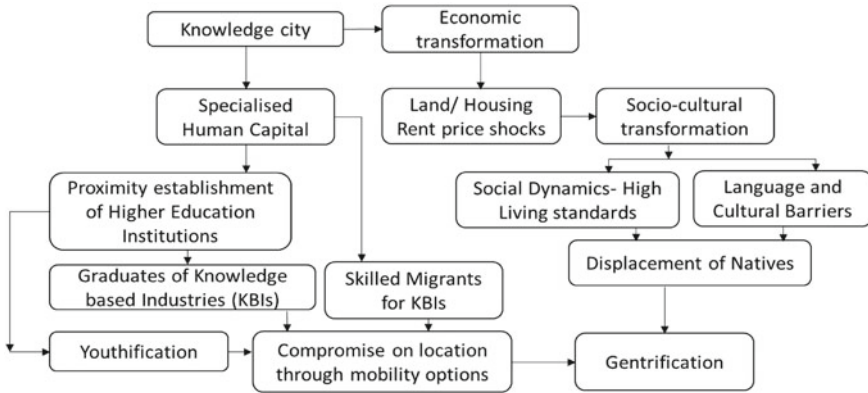 Knowledge city
Economic
transformation
Specialised
Human Capital
Land/ Housing
Rent price shocks
Socio-cultural
transformation
Proximity establishment
of Higher Education
Institutions
Social Dynamics- High
Living standards
Language and
Cultural Barriers
Graduates of Knowledge
based Industries (KBIs)
Skilled Migrants
for KBIs
Displacement of Natives
Youthification
Compromise on location
through mobility options
Gentrification